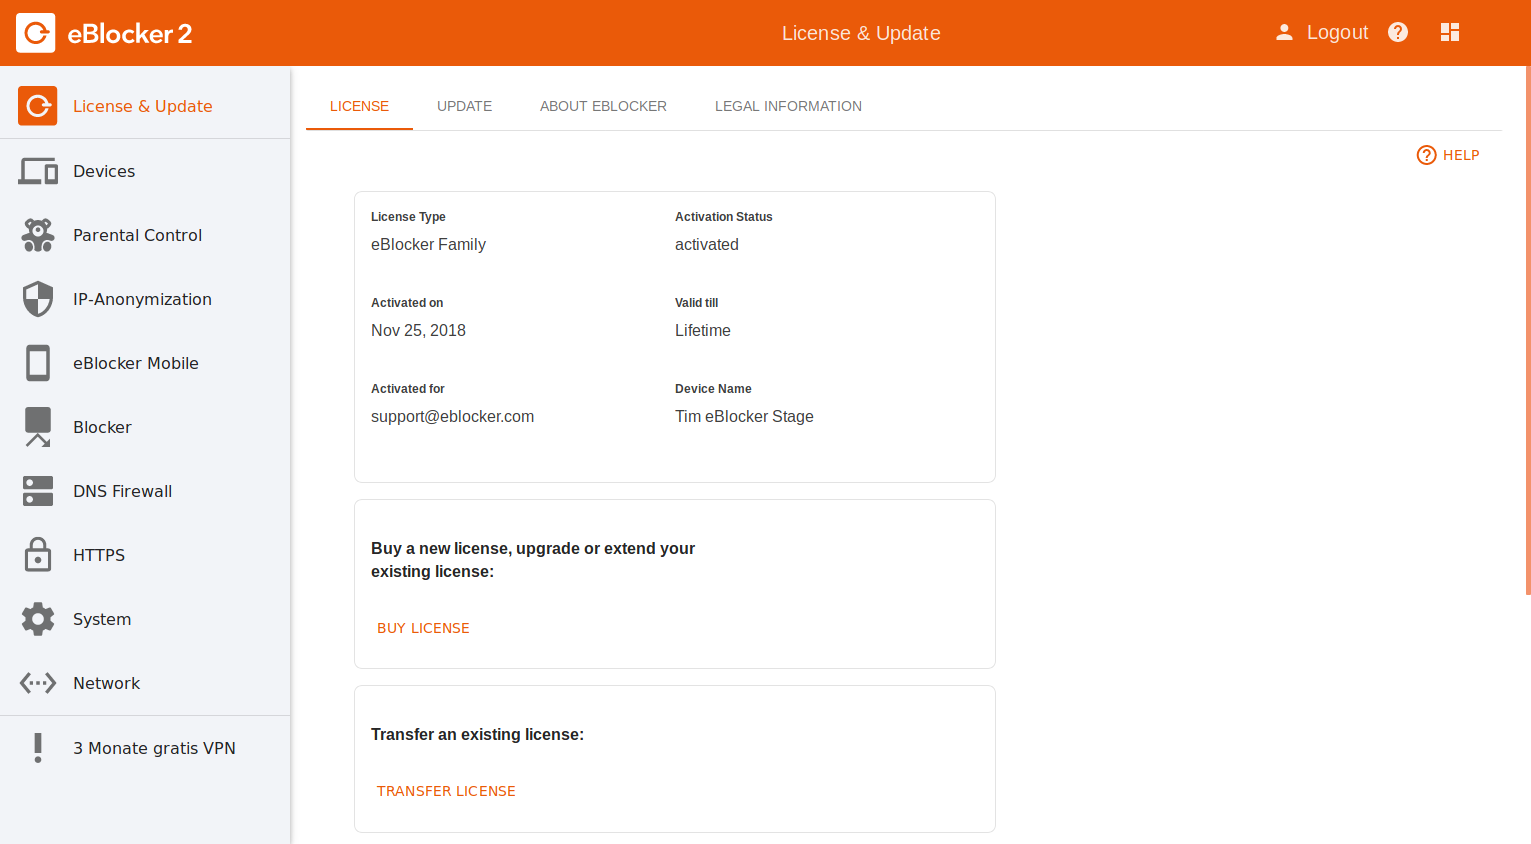 eBlocker 2
License & Update
Logout
License & Update
Devices
Parental Control
IP-Anonymization
eBlocker Mobile
Blocker
DNS Firewall
HTTPS
System
Network
3 Monate gratis VPN
LICENSE
UPDATE
ABOUT EBLOCKER
LEGAL INFORMATION
HELP
License Type
Activation Status
eBlocker Family
activated
Activated on
Valid till
Nov 25, 2018
Lifetime
Activated for
Device Name
support@eblocker.com
Tim eBlocker Stage
Buy a new license, upgrade or extend your
existing license:
BUY LICENSE
Transfer an existing license:
TRANSFER LICENSE